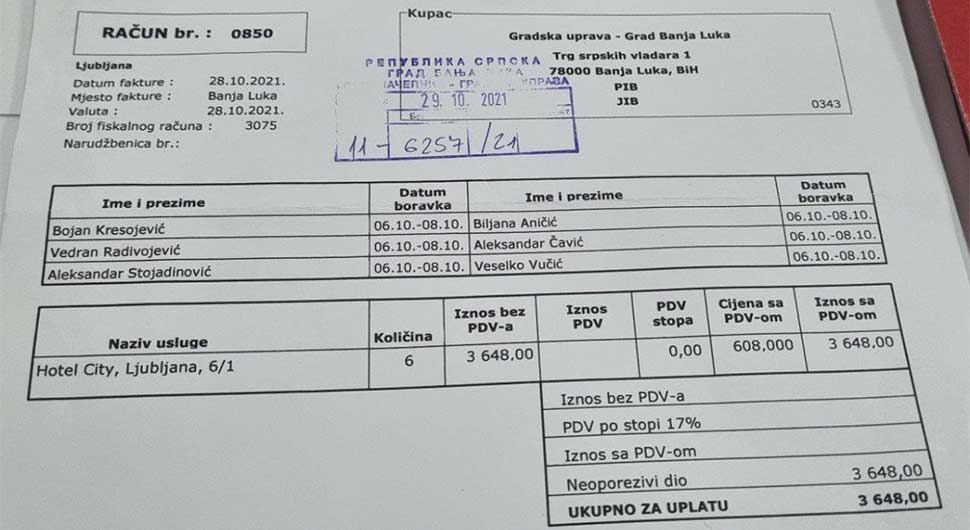 RAČUN br. : 0850
Kupac
Gradska uprava - Grad Banja Luka
Trg srpskih vladara 1
78000 Banja Luka, BiH
PIB
JIB
0343
Ljubljana
Datum fakture : 28.10.2021.
Mjesto fakture : Banja Luka
Valuta : 28.10.2021.
Broj fiskalnog računa : 3075
Narudžbenica br.:
РЕПУБЛИКА СРПСКА
ГРАД
29. 10. 2021
11-6257/21
Ime i prezime Datum boravka Ime i prezime Datum boravka
Bojan Kresojević 06.10.-08.10. Biljana Aničić 06.10.-08.10.
Vedran Radivojević 06.10.-08.10. Aleksandar Čavić 06.10.-08.10.
Aleksandar Stojadinović 06.10.-08.10. Veselko Vučić 06.10.-08.10.
Naziv usluge Količina Iznos bez PDV-a Iznos PDV PDV stopa Cijena sa PDV-om Iznos sa PDV-om
Hotel City, Ljubljana, 6/1 6 3 648,00 0,00 608,000 3 648,00
Iznos bez PDV-a
PDV po stopi 17%
Iznos sa PDV-om
Neoporezivi dio 3 648,00
UKUPNO ZA UPLATU 3 648,00